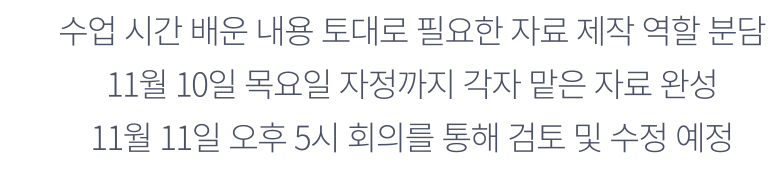 수업 시간 배운 내용 토대로 필요한 자료 제작 역할 분담
11월 10일 목요일 자정까지 각자 맡은 자료 완성
11월 11일 오후 5시 회의를 통해 검토 및 수정 예정